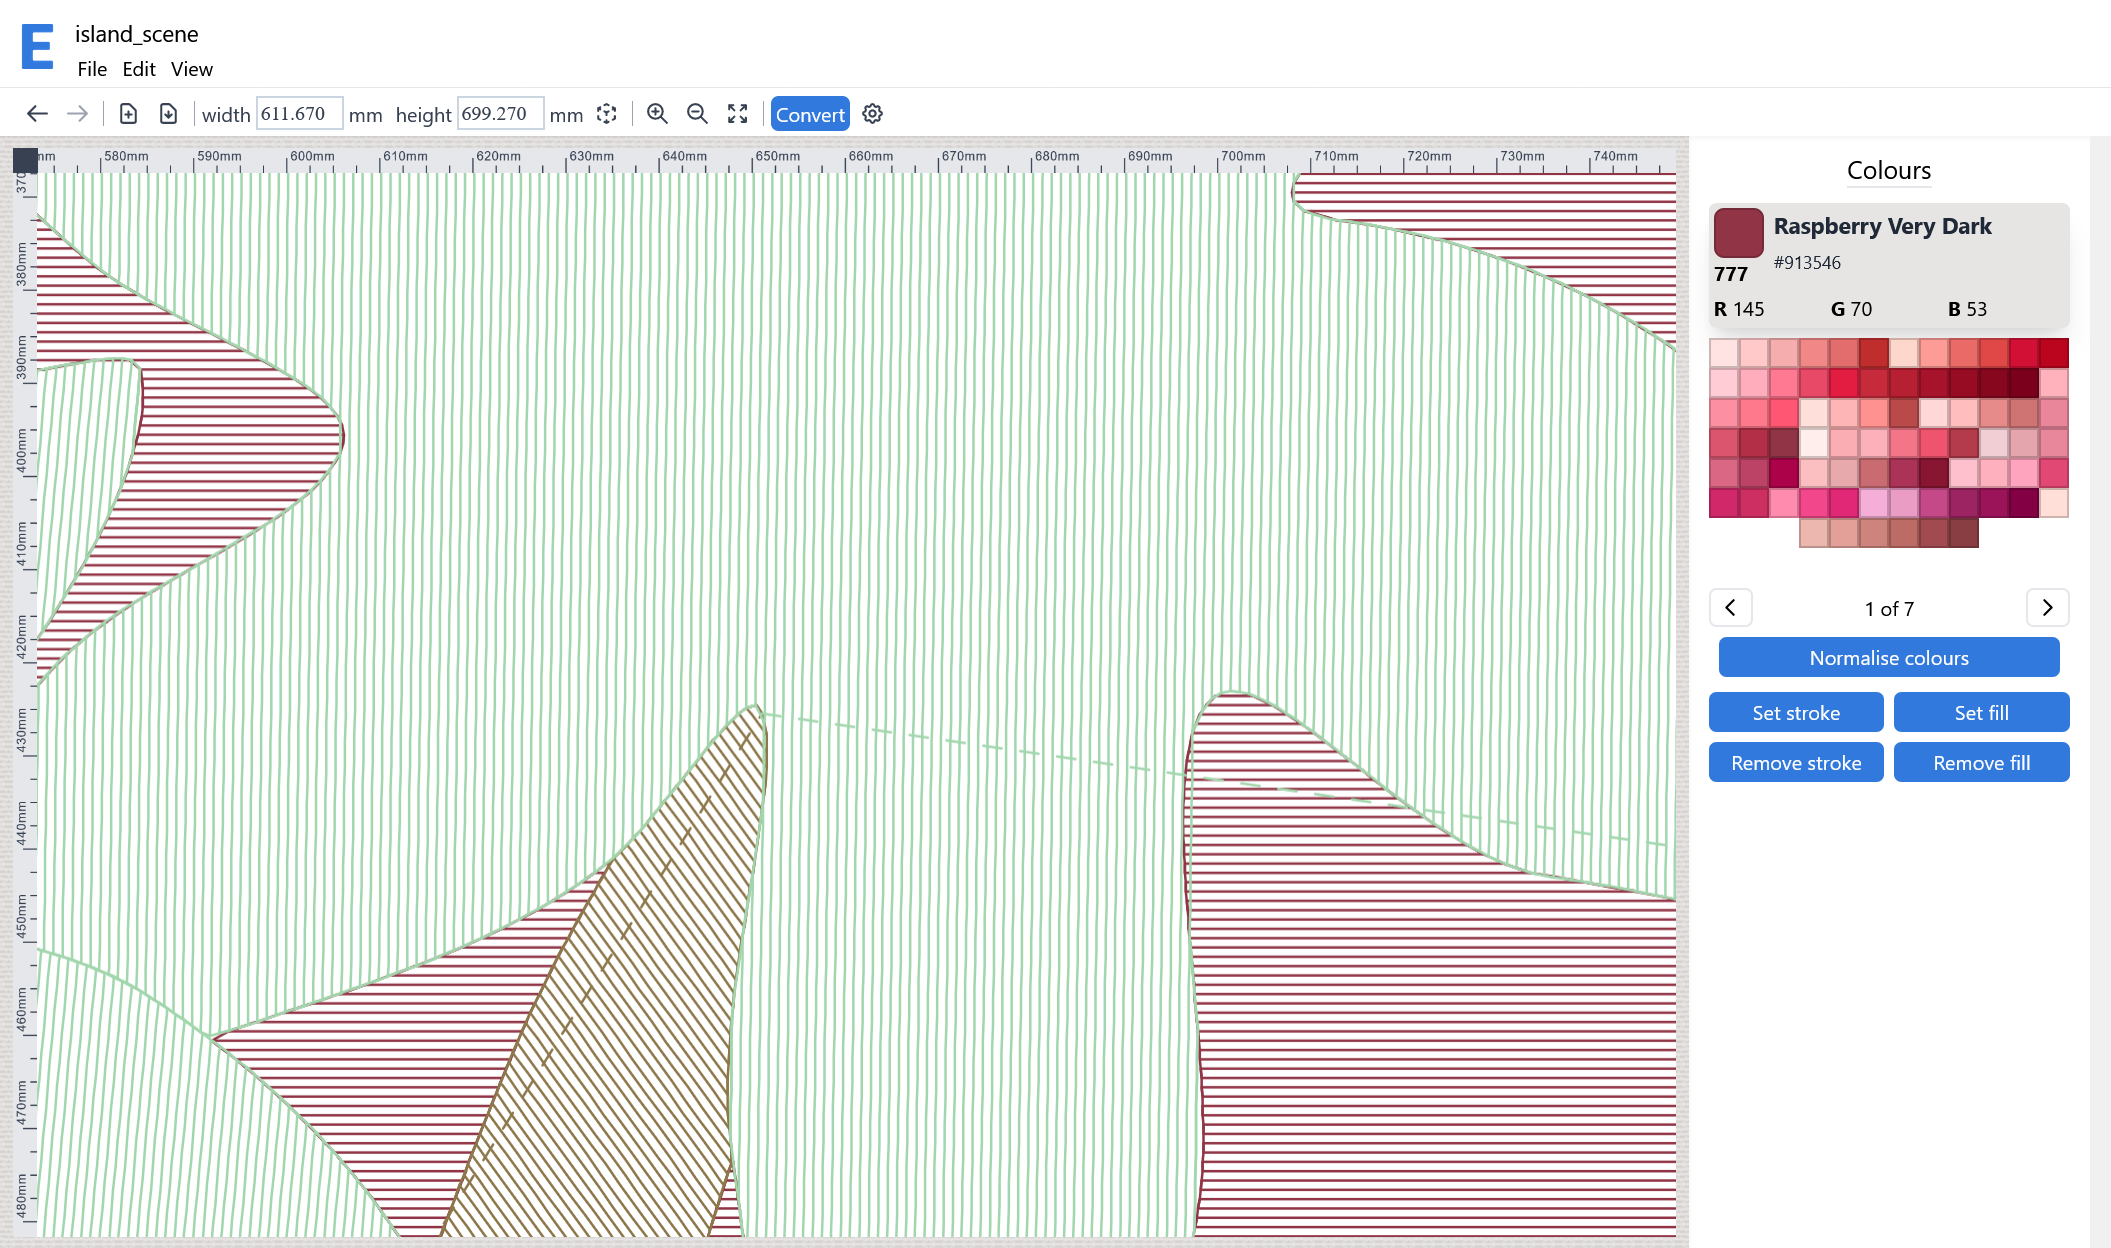 E
island_scene
File Edit View
width 611.670 mm height 699.270 mm Convert
mm 580mm 590mm 600mm 610mm 620mm 630mm 640mm 650mm 660mm 670mm 680mm 690mm 700mm 710mm 720mm 730mm 740mm
370
380mm
390mm
400mm
410mm
420mm
430mm
440mm
450mm
460mm
470mm
480mm
Colours
Raspberry Very Dark
#913546
777
R 145 G 70 B 53
1 of 7
Normalise colours
Set stroke Set fill
Remove stroke Remove fill